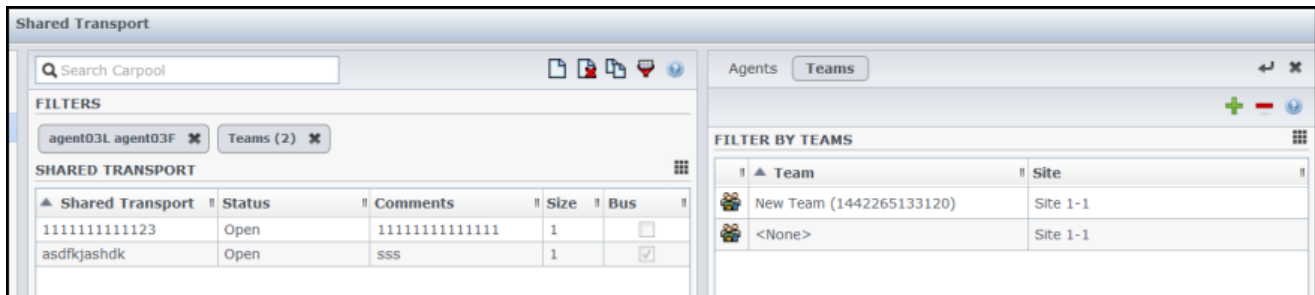 Shared Transport
Search Carpool
FILTERS
agent03L agent03F
Teams (2)
SHARED TRANSPORT
Shared Transport Status Comments Size Bus
1111111111123 Open 11111111111111 1
asdfkjashdk Open sss 1
Agents Teams
FILTER BY TEAMS
Team Site
New Team (1442265133120) Site 1-1
<None> Site 1-1